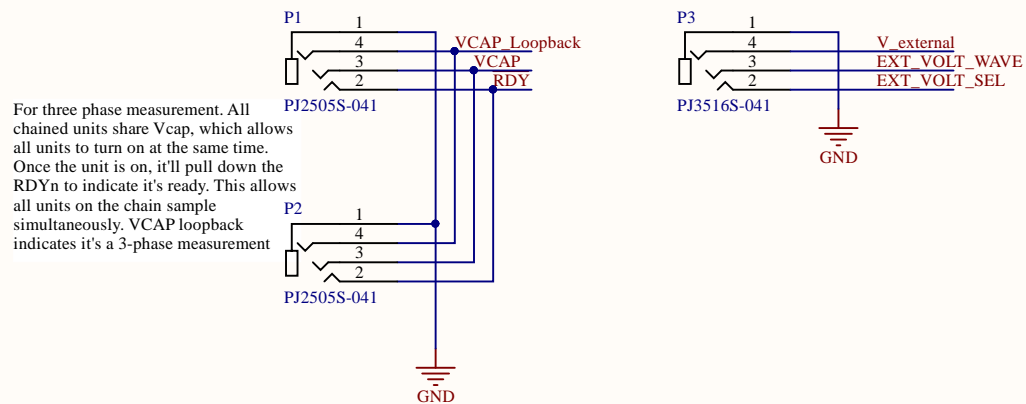 P1
1
4
VCAP_Loopback
3
VCAP
2
RDY
PJ2505S-041
For three phase measurement. All
chained units share Vcap, which allows
all units to turn on at the same time.
Once the unit is on, it'll pull down the
RDYn to indicate it's ready. This allows
all units on the chain sample
simultaneously. VCAP loopback
indicates it's a 3-phase measurement
P2
1
4
3
2
PJ2505S-041
GND
P3
1
4
V_external
3
EXT_VOLT_WAVE
2
EXT_VOLT_SEL
PJ3516S-041
GND